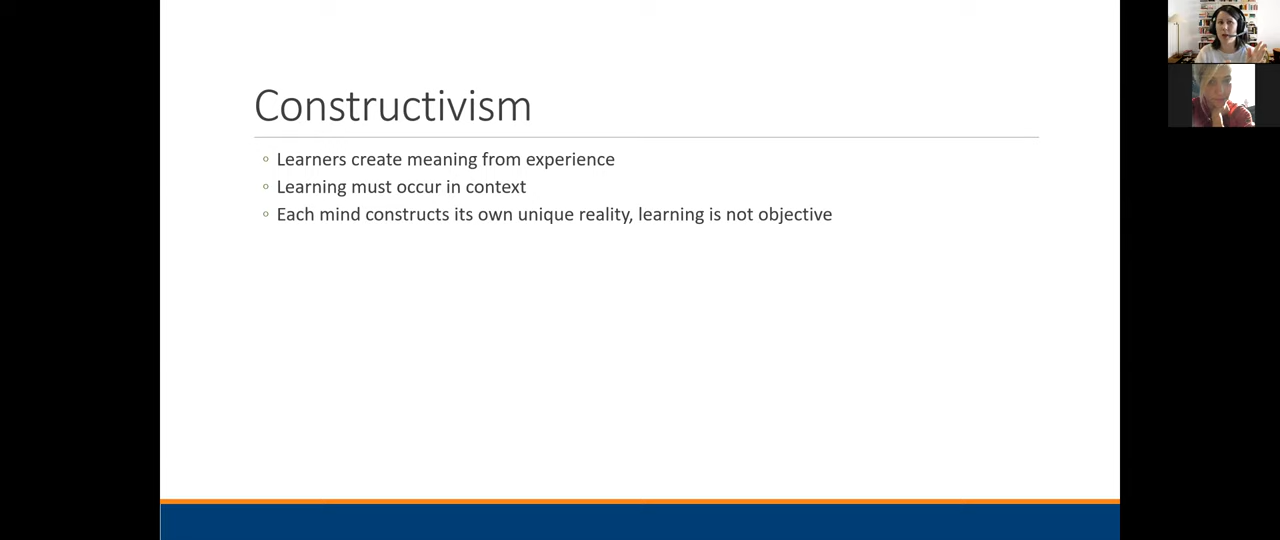 Constructivism
◦ Learners create meaning from experience
◦ Learning must occur in context
◦ Each mind constructs its own unique reality, learning is not objective